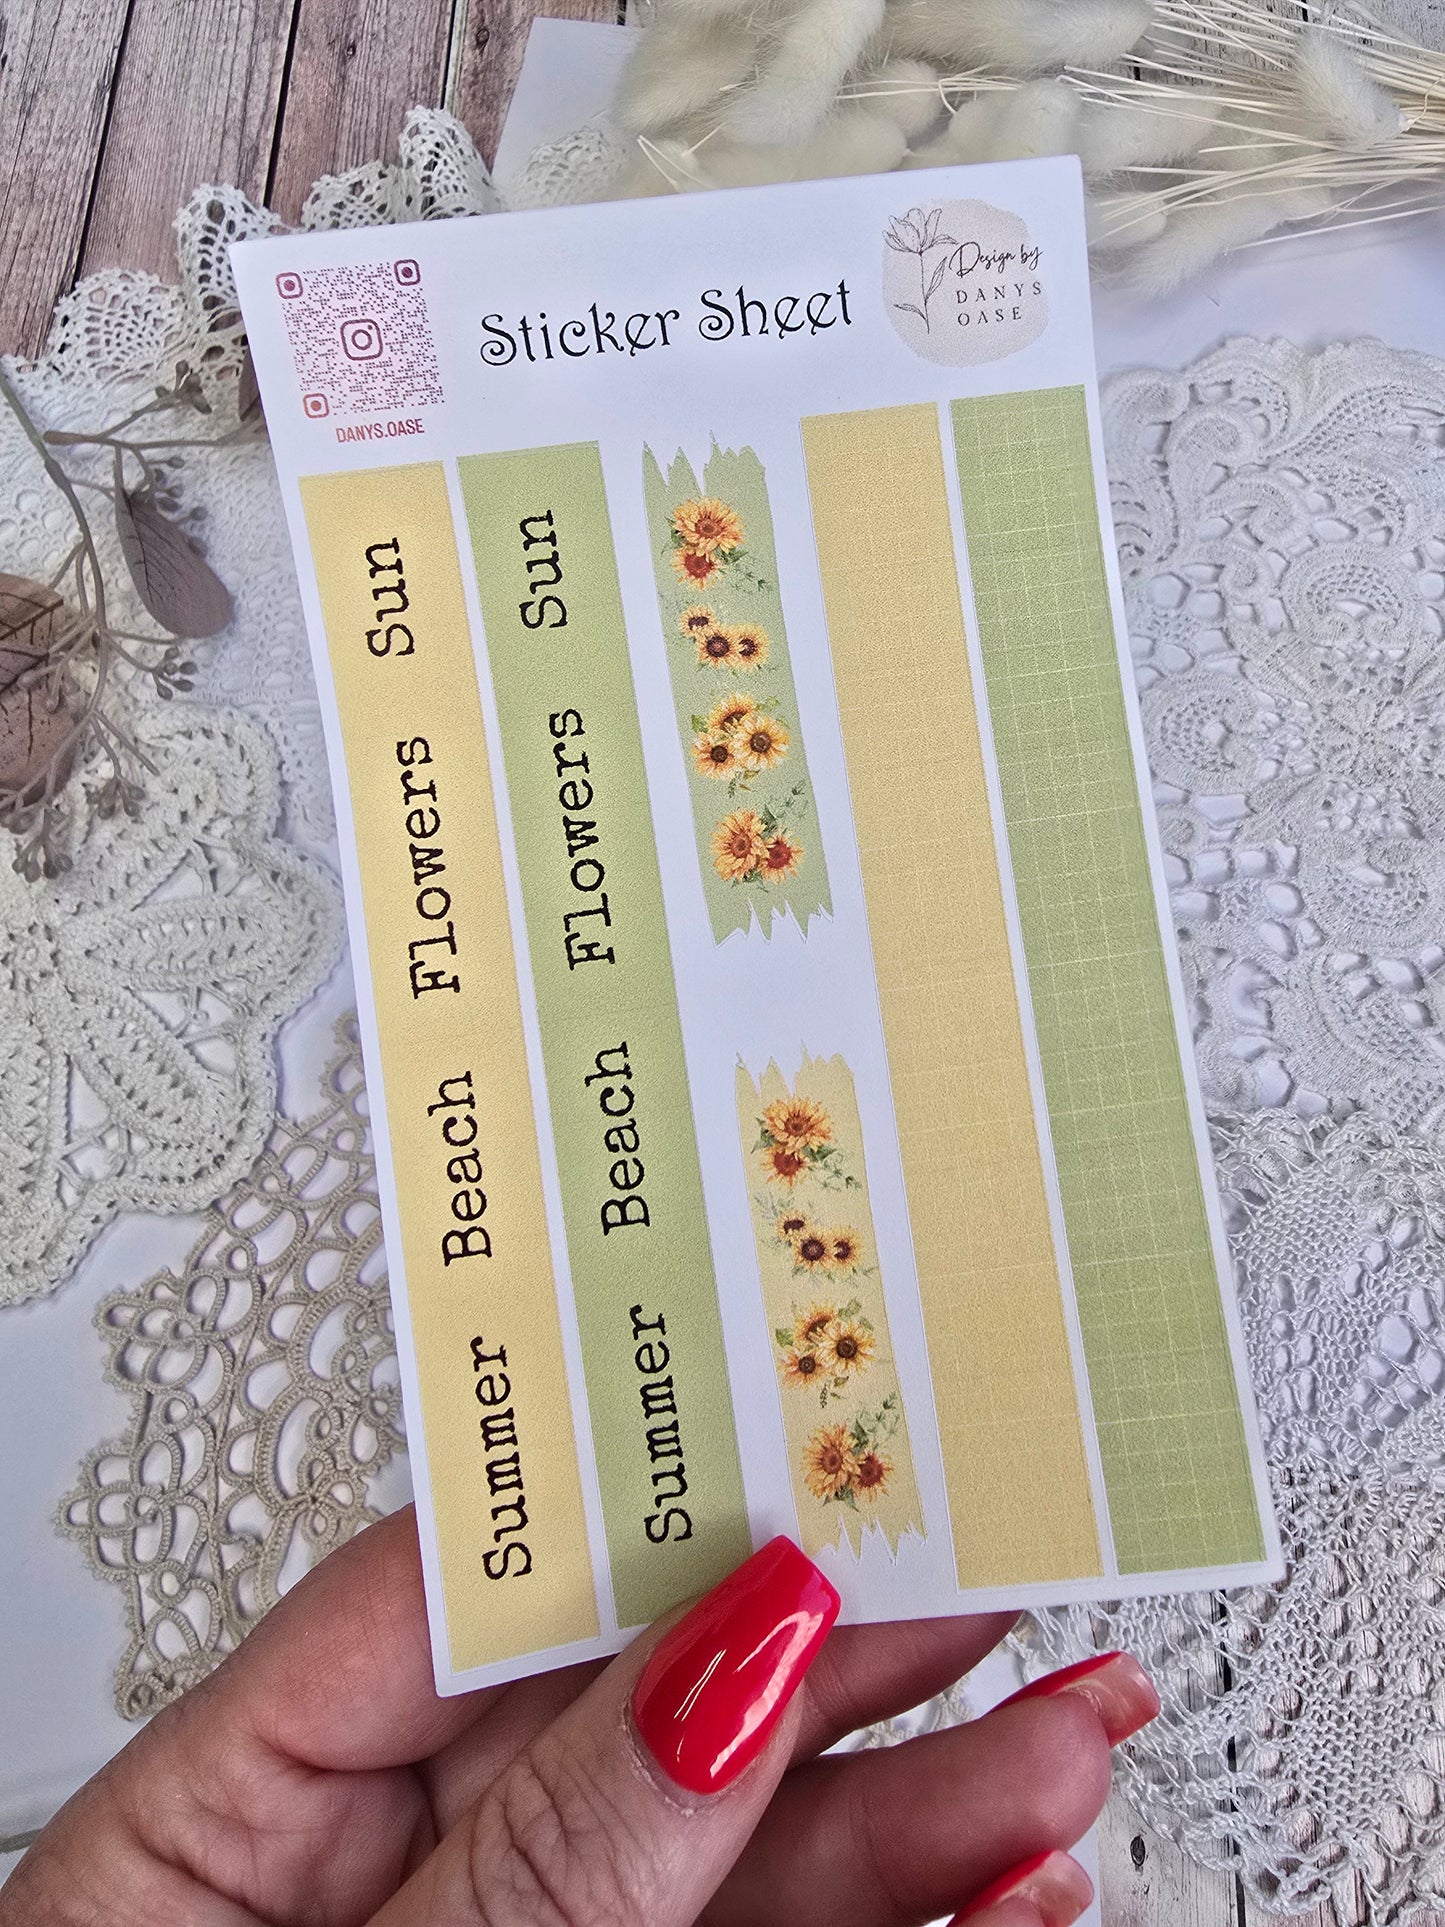 DANYS.OASE
Sticker Sheet
Design by
DANYS
OASE
Summer Beach Flowers Sun
Summer Beach Flowers Sun